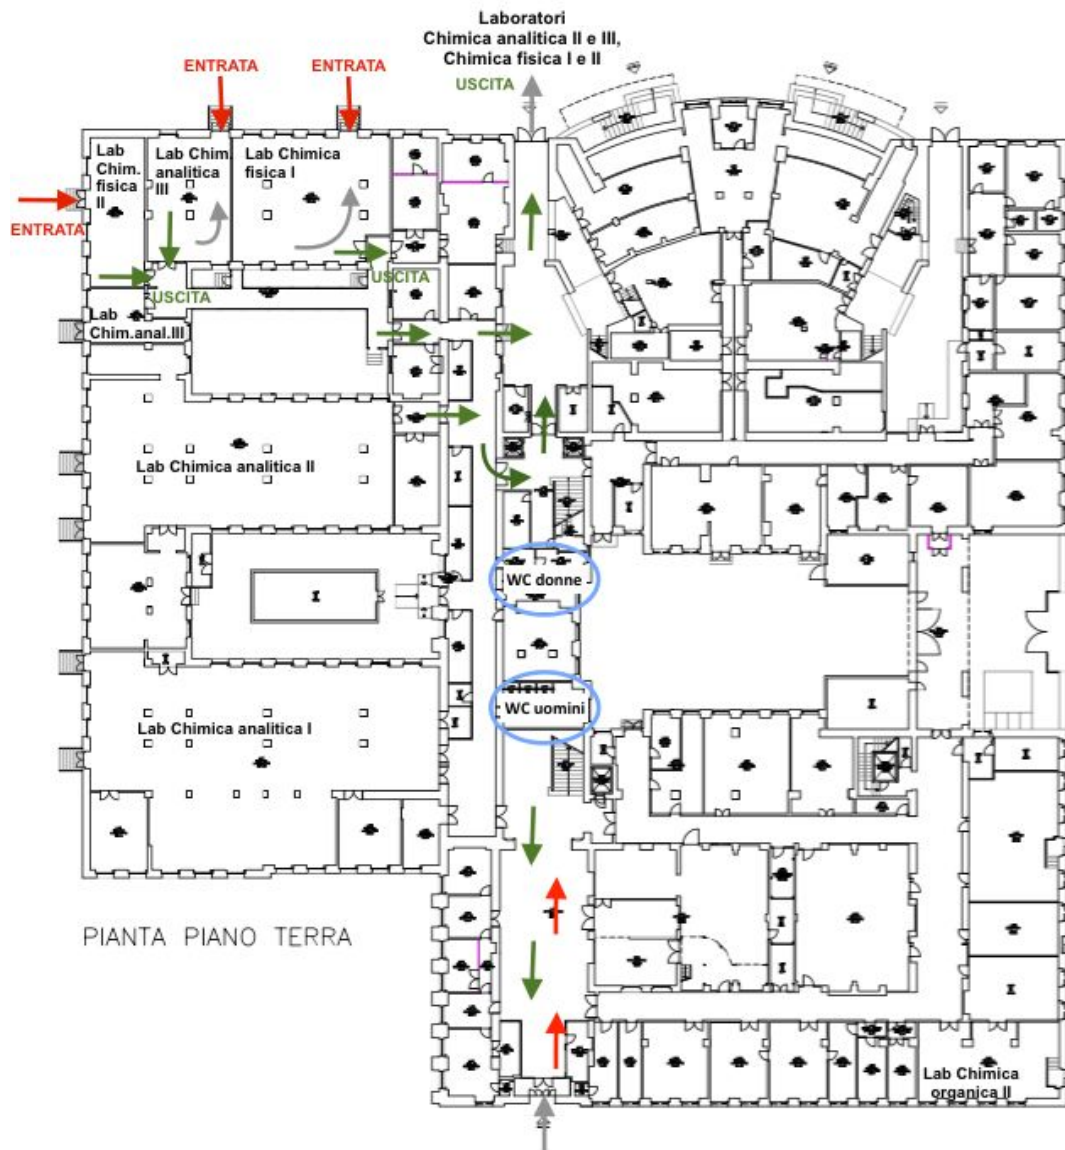 Laboratori
Chimica analitica II e III,
Chimica fisica I e II
USCITA
ENTRATA
ENTRATA
Lab
Chim.
fisica
II
Lab Chim.
analitica
III
Lab Chimica
fisica I
ENTRATA
USCITA
USCITA
Lab
Chim.anal.III
Lab Chimica analitica II
WC donne
WC uomini
Lab Chimica analitica I
PIANTA PIANO TERRA
Lab Chimica
organica II